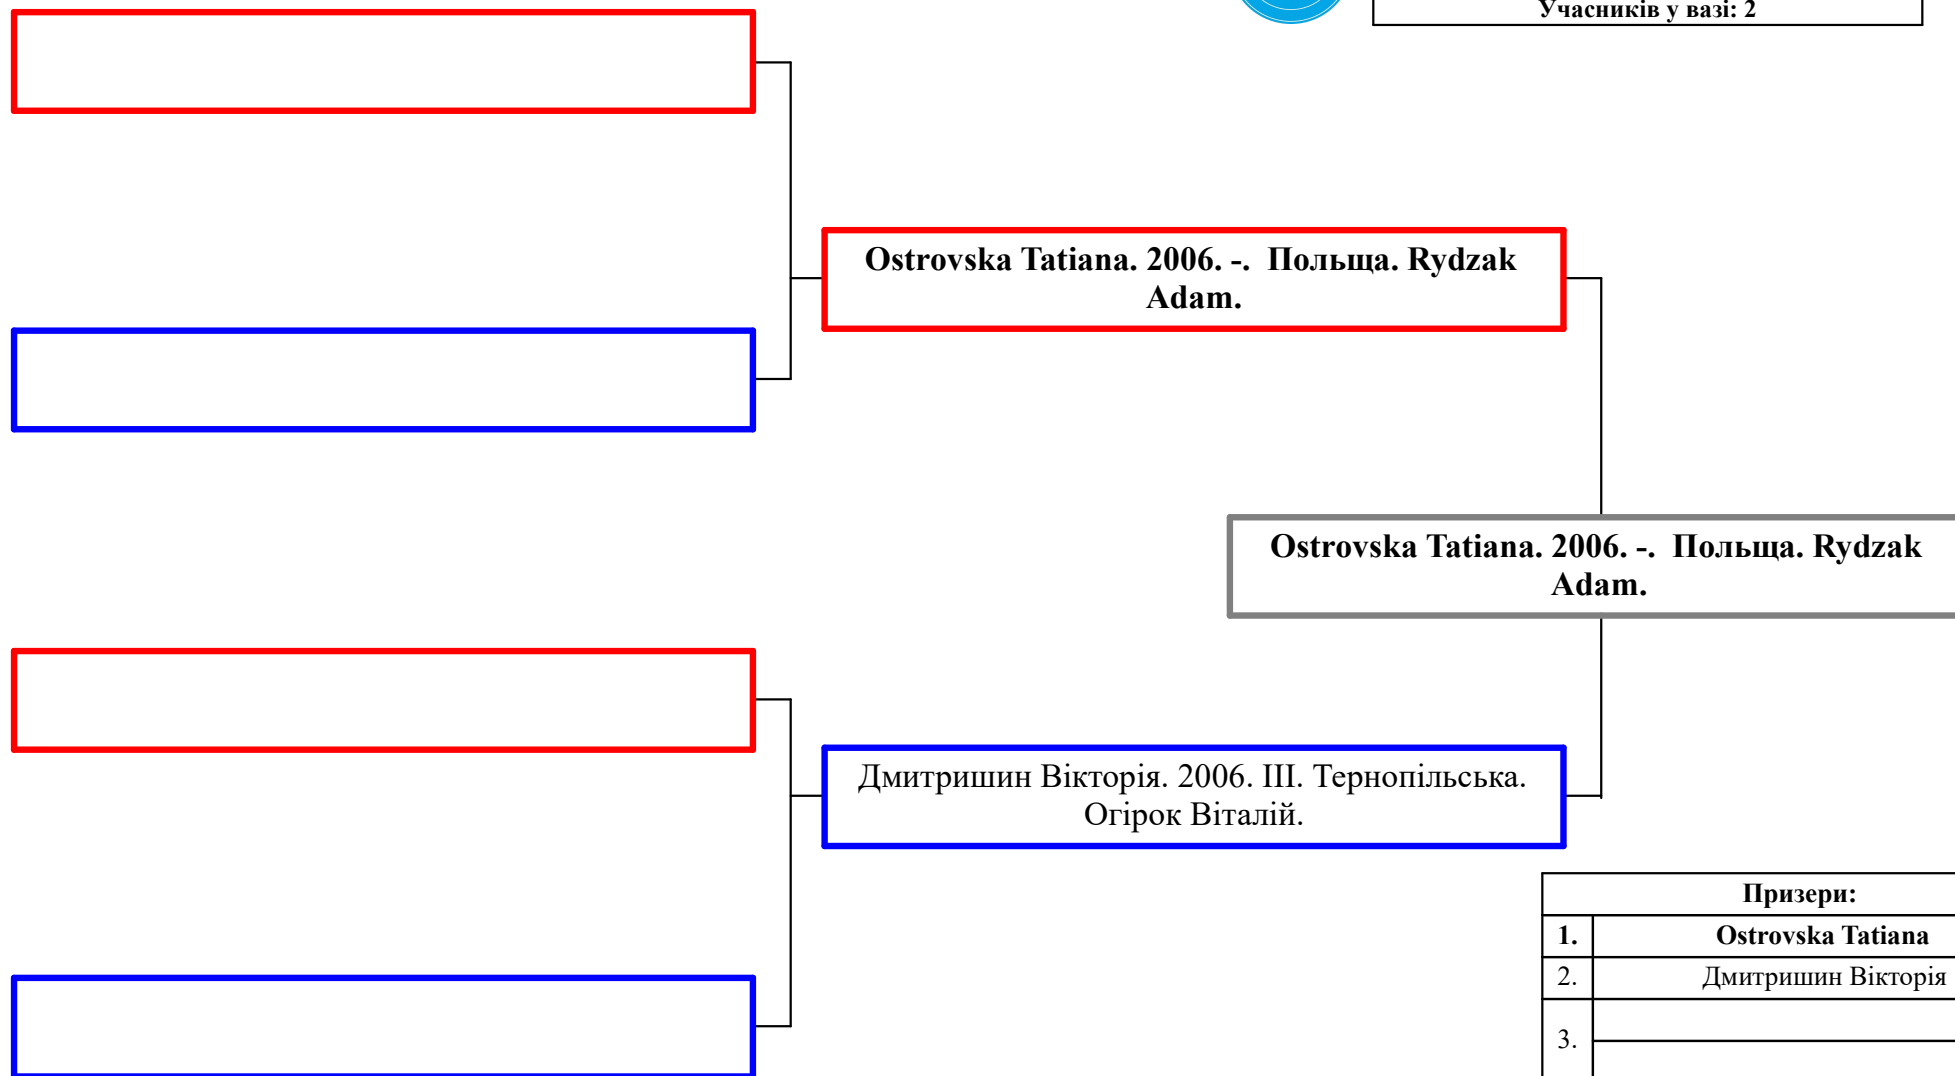 Учасників у вазі: 2
Ostrovska Tatiana. 2006. -. Польща. Rydzak
Adam.
Ostrovska Tatiana. 2006. -. Польща. Rydzak
Adam.
Дмитришин Вікторія. 2006. III. Тернопільська.
Огірок Віталій.
Призери:
1. Ostrovska Tatiana
2. Дмитришин Вікторія
3.